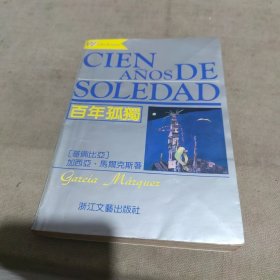 CIEN
AÑOS DE
SOLEDAD
百年孤獨
[哥倫比亞]
加西亞·馬爾克斯著
García Márquez
浙江文藝出版社